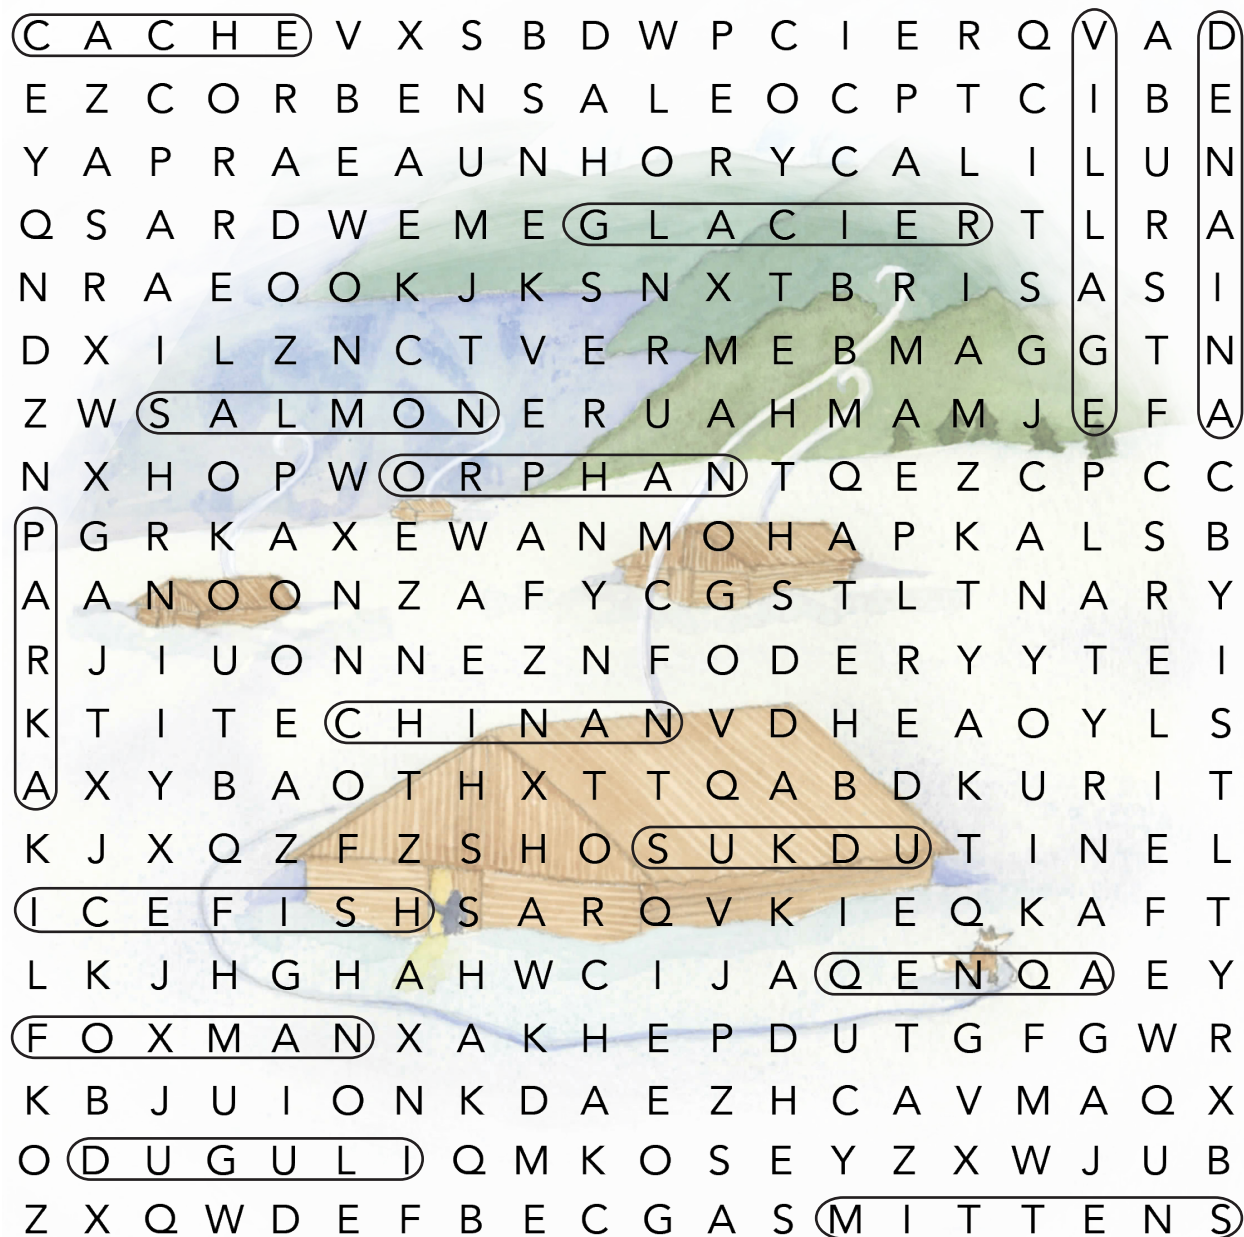 C A C H E V X S B D W P C I E R Q V A D
E Z C O R B E N S A L E O C P T C I B E
Y A P R A E A U N H O R Y C A L I L U N
Q S A R D W E M E G L A C I E R T L R A
N R A E O O K J K S N X T B R I S A S I
D X I L Z N C T V E R M E B M A G G T N
Z W S A L M O N E R U A H M A M J E F A
N X H O P W O R P H A N T Q E Z C P C C
P G R K A X E W A N M O H A P K A L S B
A A N O O N Z A F Y C G S T L T N A R Y
R J I U O N N E Z N F O D E R Y Y T E I
K T I T E C H I N A N V D H E A O Y L S
A X Y B A O T H X T T Q A B D K U R I T
K J X Q Z F Z S H O S U K D U T I N E L
I C E F I S H S A R Q V K I E Q K A F T
L K J H G H A H W C I J A Q E N Q A E Y
F O X M A N X A K H E P D U T G F G W R
K B J U I O N K D A E Z H C A V M A Q X
O D U G U L I Q M K O S E Y Z X W J U B
Z X Q W D E F B E C G A S M I T T E N S